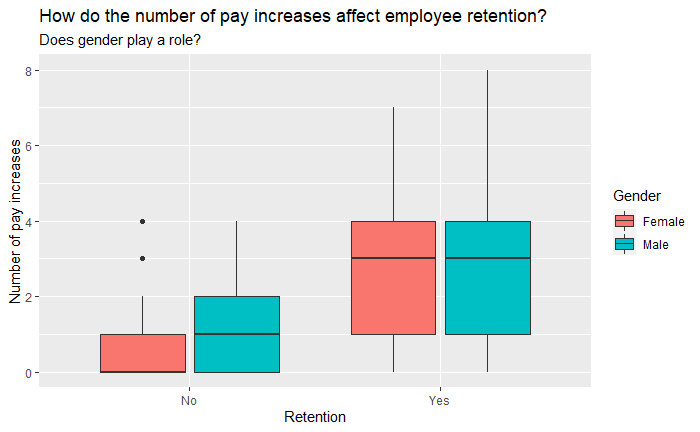 How do the number of pay increases affect employee retention?
Does gender play a role?
Number of pay increases
8
6
4
2
0
No
Yes
Retention
Gender
Female
Male